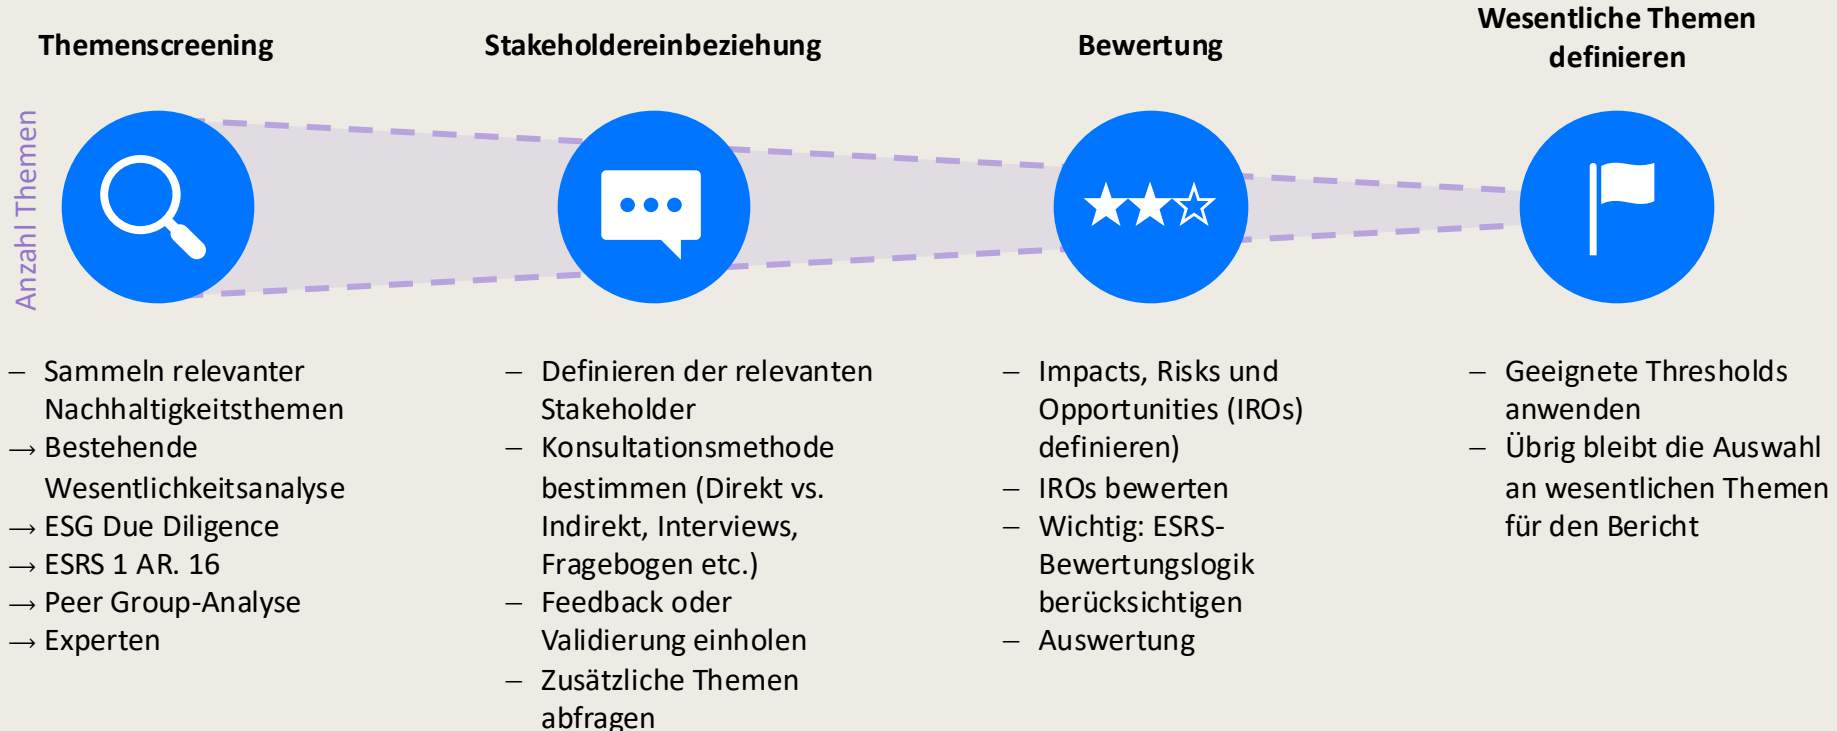 Themenscreening
Stakeholdereinbeziehung
Bewertung
Wesentliche Themen
definieren
Anzahl Themen
– Sammeln relevanter
Nachhaltigkeitsthemen
→ Bestehende
Wesentlichkeitsanalyse
→ ESG Due Diligence
→ ESRS 1 AR. 16
→ Peer Group-Analyse
→ Experten
– Definieren der relevanten
Stakeholder
– Konsultationsmethode
bestimmen (Direkt vs.
Indirekt, Interviews,
Fragebogen etc.)
– Feedback oder
Validierung einholen
– Zusätzliche Themen
abfragen
– Impacts, Risks und
Opportunities (IROs)
definieren)
– IROs bewerten
– Wichtig: ESRS-
Bewertungslogik
berücksichtigen
– Auswertung
– Geeignete Thresholds
anwenden
– Übrig bleibt die Auswahl
an wesentlichen Themen
für den Bericht